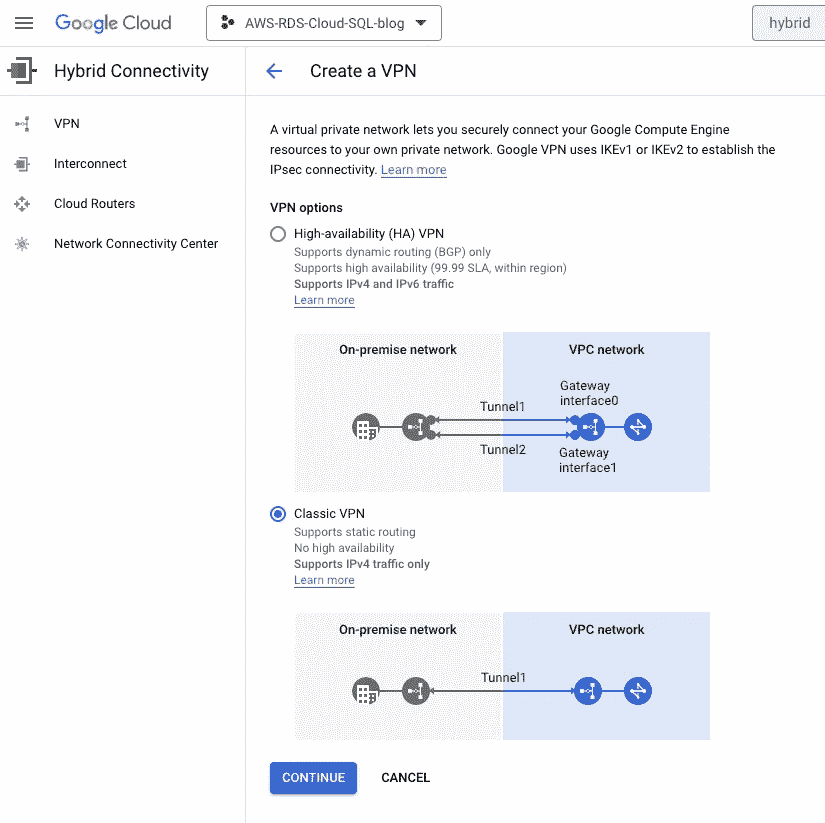 Google Cloud
AWS-RDS-Cloud-SQL-blog
hybrid
Hybrid Connectivity
Create a VPN
VPN
Interconnect
Cloud Routers
Network Connectivity Center
A virtual private network lets you securely connect your Google Compute Engine
resources to your own private network. Google VPN uses IKEv1 or IKEv2 to establish the
IPsec connectivity. Learn more
VPN options
High-availability (HA) VPN
Supports dynamic routing (BGP) only
Supports high availability (99.99 SLA, within region)
Supports IPv4 and IPv6 traffic
Learn more
On-premise network
VPC network
Gateway
interface0
Tunnel1
Tunnel2
Gateway
interface1
Classic VPN
Supports static routing
No high availability
Supports IPv4 traffic only
Learn more
On-premise network
VPC network
Tunnel1
CONTINUE
CANCEL